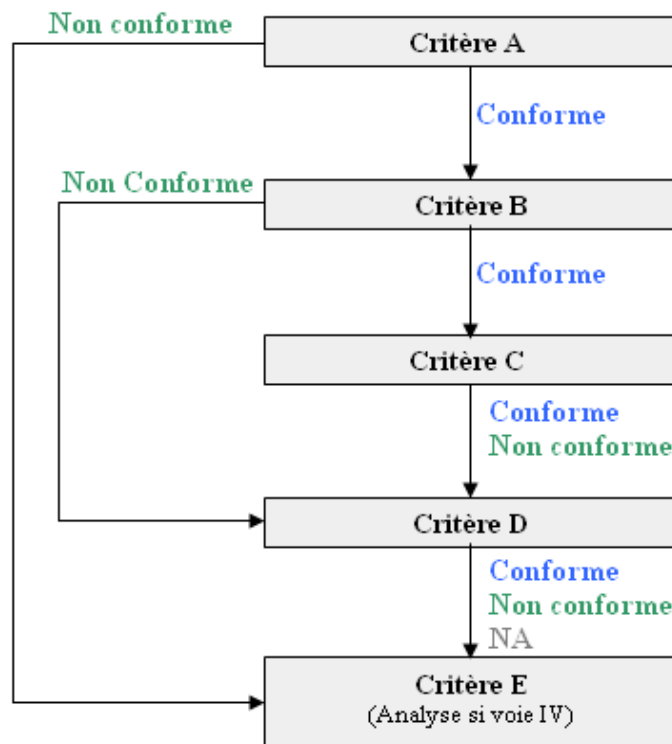 Non conforme
Critère A
Conforme
Non Conforme
Critère B
Conforme
Critère C
Conforme
Non conforme
Critère D
Conforme
Non conforme
NA
Critère E
(Analyse si voie IV)